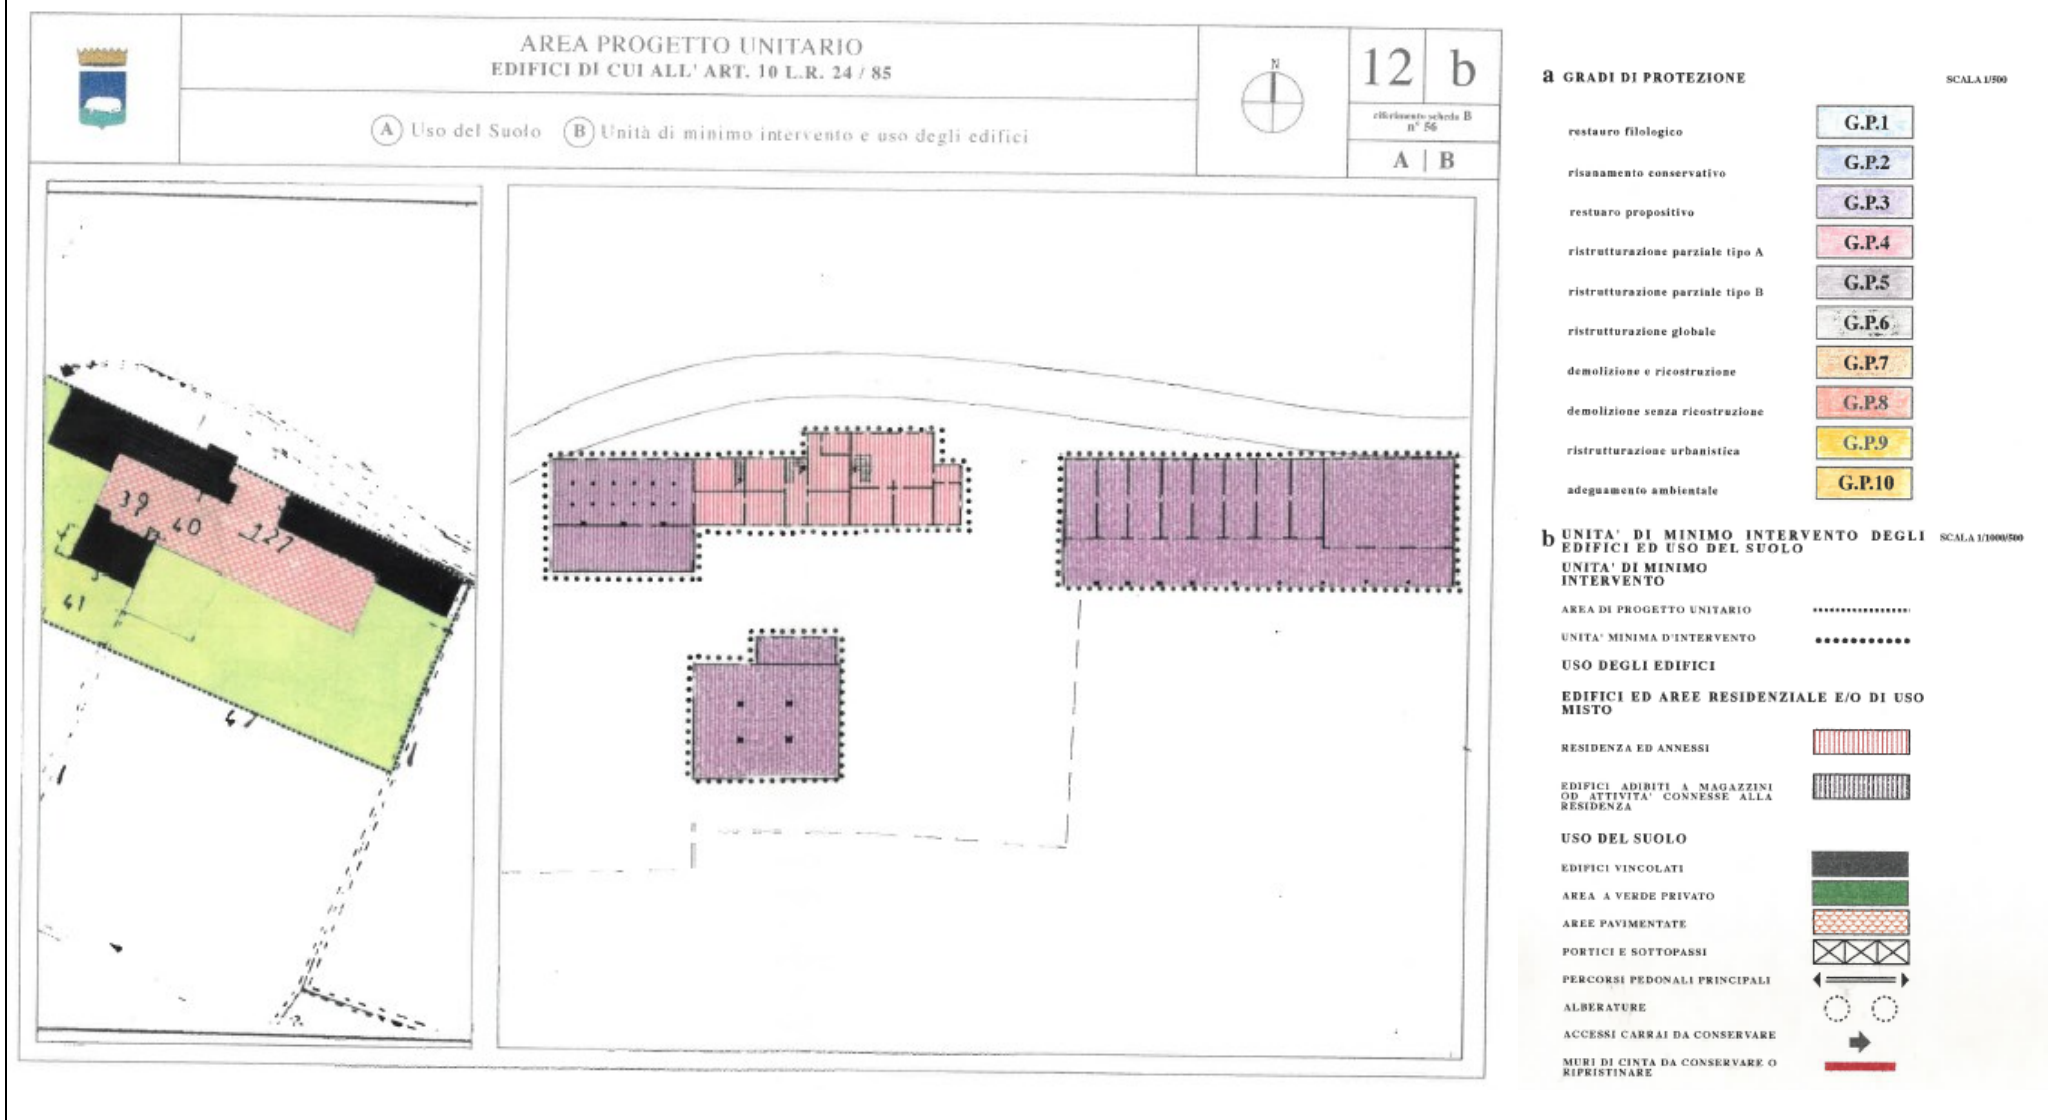 AREA PROGETTO UNITARIO
EDIFICI DI CUI ALL' ART. 10 L.R. 24 / 85
A Uso del Suolo B Unità di minimo intervento e uso degli edifici
N
12 b
riferimento scheda B
n° 56
A | B
39
40
227
41
a GRADI DI PROTEZIONE SCALA 1/500
restauro filologico G.P.1
risanamento conservativo G.P.2
restuaro propositivo G.P.3
ristrutturazione parziale tipo A G.P.4
ristrutturazione parziale tipo B G.P.5
ristrutturazione globale G.P.6
demolizione e ricostruzione G.P.7
demolizione senza ricostruzione G.P.8
ristrutturazione urbanistica G.P.9
adeguamento ambientale G.P.10
b UNITA' DI MINIMO INTERVENTO DEGLI SCALA 1/1000/500
EDIFICI ED USO DEL SUOLO
UNITA' DI MINIMO
INTERVENTO
AREA DI PROGETTO UNITARIO
UNITA' MINIMA D'INTERVENTO
USO DEGLI EDIFICI
EDIFICI ED AREE RESIDENZIALE E/O DI USO
MISTO
RESIDENZA ED ANNESSI
EDIFICI ADIBITI A MAGAZZINI
OD ATTIVITA' CONNESSE ALLA
RESIDENZA
USO DEL SUOLO
EDIFICI VINCOLATI
AREA A VERDE PRIVATO
AREE PAVIMENTATE
PORTICI E SOTTOPASSI
PERCORSI PEDONALI PRINCIPALI
ALBERATURE
ACCESSI CARRAI DA CONSERVARE
MURI DI CINTA DA CONSERVARE O
RIPRISTINARE